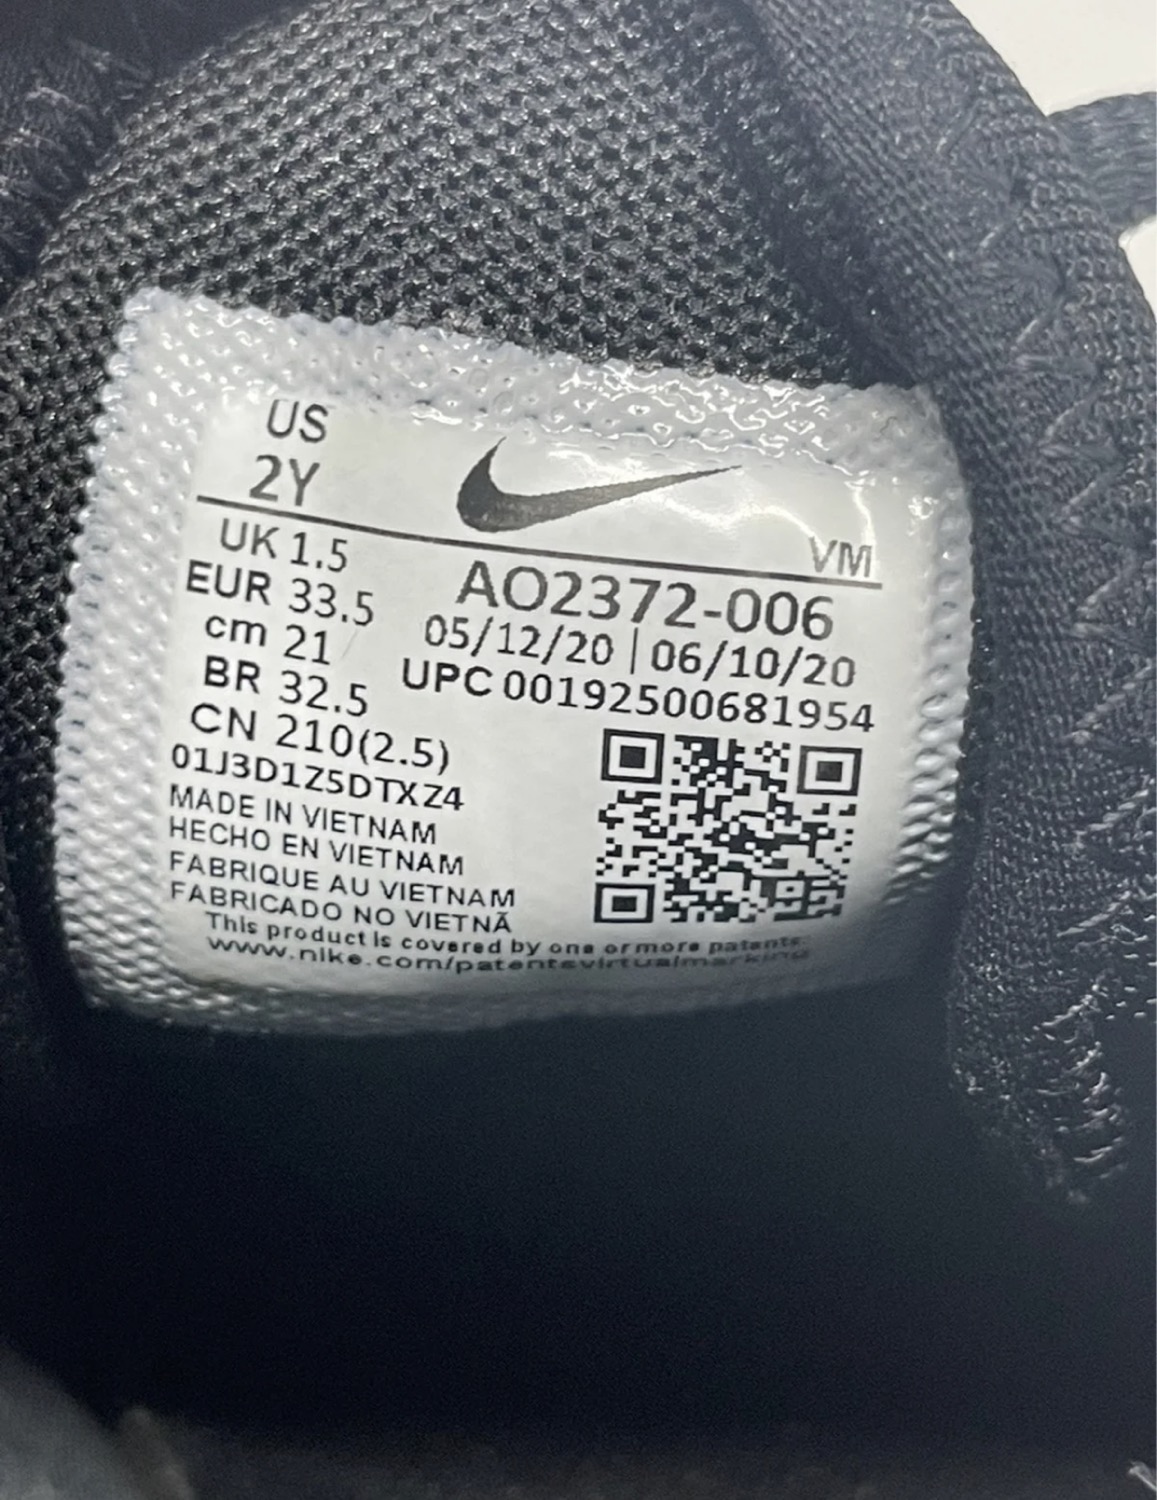 US
2Y
VM
UK 1.5
EUR 33.5
cm 21
BR 32.5
CN 210(2.5)
AO2372-006
05/12/20 | 06/10/20
UPC 00192500681954
01J3D1Z5DTXZ4
MADE IN VIETNAM
HECHO EN VIETNAM
FABRIQUE AU VIETNAM
FABRICADO NO VIETNÃ
This product is covered by one or more patents.
www.nike.com/patentsvirtualmarking